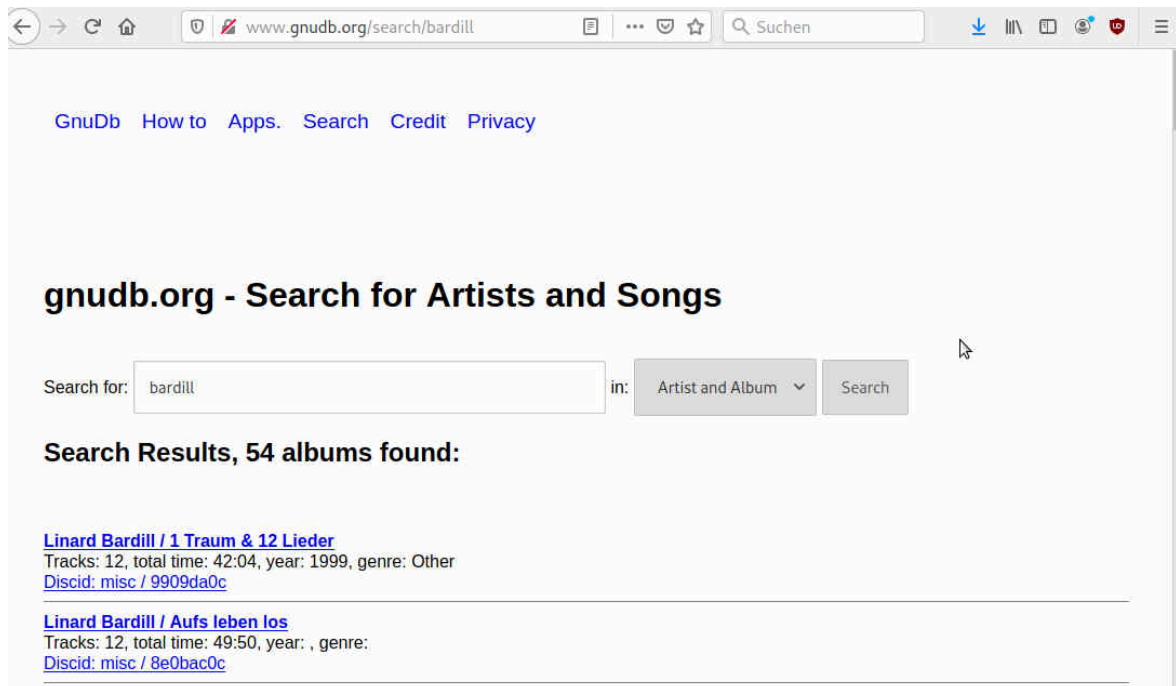 www.gnudb.org/search/bardill
Suchen
GnuDb How to Apps. Search Credit Privacy
gnudb.org - Search for Artists and Songs
Search for: bardill in: Artist and Album Search
Search Results, 54 albums found:
Linard Bardill / 1 Traum & 12 Lieder
Tracks: 12, total time: 42:04, year: 1999, genre: Other
Discid: misc / 9909da0c
Linard Bardill / Aufs leben los
Tracks: 12, total time: 49:50, year: , genre:
Discid: misc / 8e0bac0c